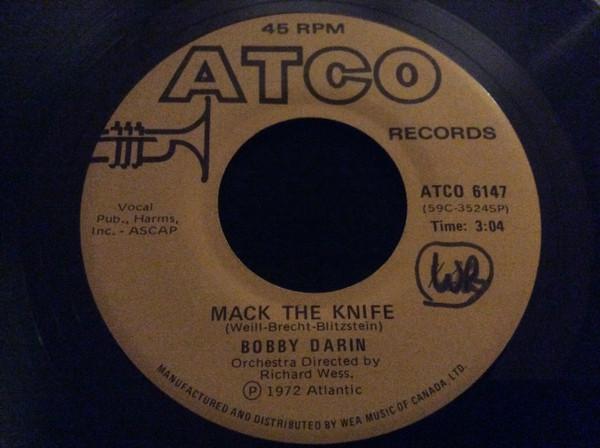 45 RPM
ATCO
RECORDS
ATCO 6147
(59C-3524SP)
Time: 3:04
Vocal
Pub., Harms,
Inc. - ASCAP
WB
MACK THE KNIFE
(Weill-Brecht-Blitzstein)
BOBBY DARIN
Orchestra Directed by
Richard Wess.
Ⓟ 1972 Atlantic
MANUFACTURED AND DISTRIBUTED BY WEA MUSIC OF CANADA, LTD.